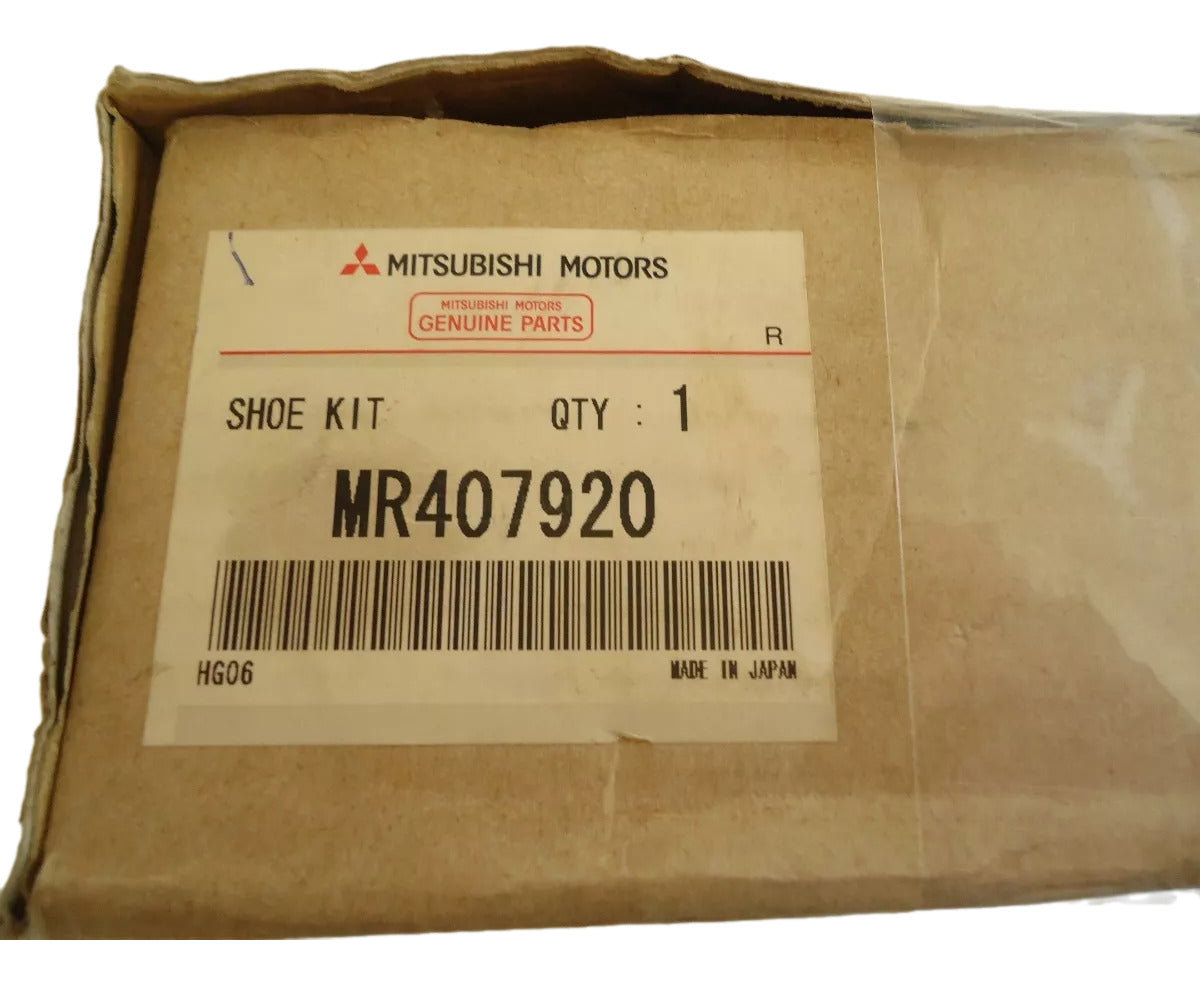 MITSUBISHI MOTORS
MITSUBISHI MOTORS
GENUINE PARTS
R
SHOE KIT QTY : 1
MR407920
HG06 MADE IN JAPAN